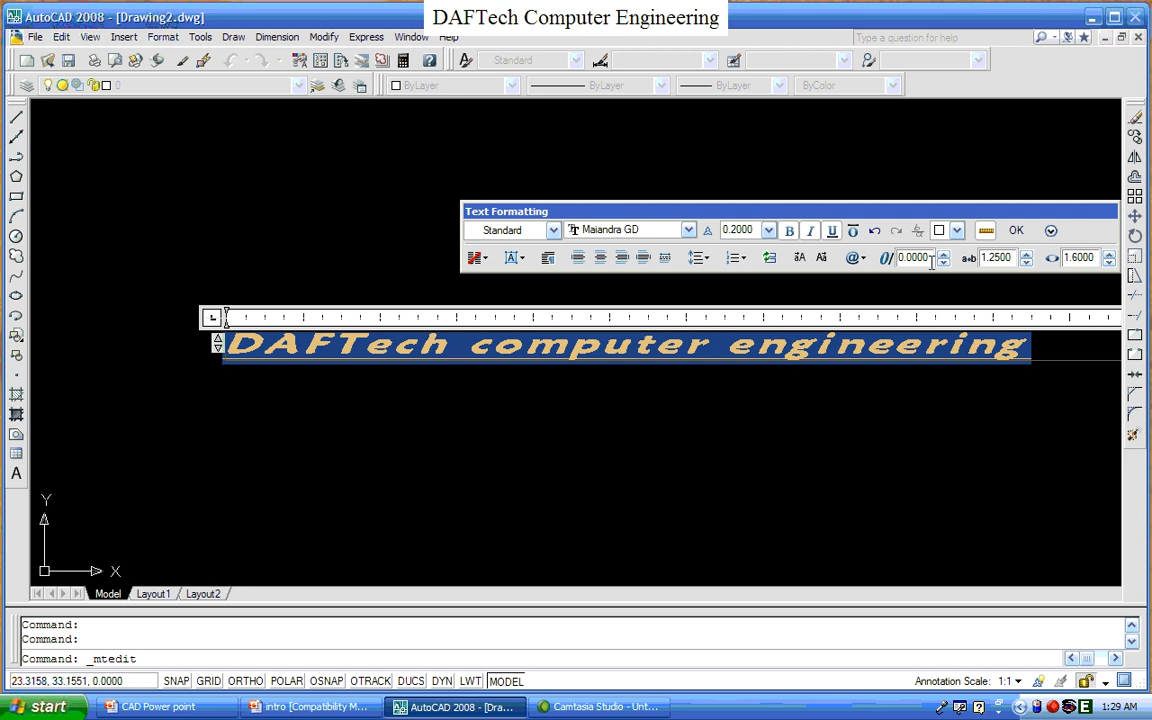 AutoCAD 2008 - [Drawing2.dwg]
DAFTech Computer Engineering
File Edit View Insert Format Tools Draw Dimension Modify Express Window Help
Type a question for help
Standard
0
ByLayer ByLayer ByLayer ByColor
Text Formatting
Standard Maiandra GD 0.2000 B I U O OK
@ 0/ 0.0000 a+b 1.2500 1.6000
DAFTech computer engineering
A
Y
X
Model Layout1 Layout2
Command:
Command:
Command: _mtedit
23.3158, 33.1551, 0.0000 SNAP GRID ORTHO POLAR OSNAP OTRACK DUCS DYN LWT MODEL Annotation Scale: 1:1
start CAD Power point intro [Compatibility M... AutoCAD 2008 - [Dra... Camtasia Studio - Unt... E 1:29 AM